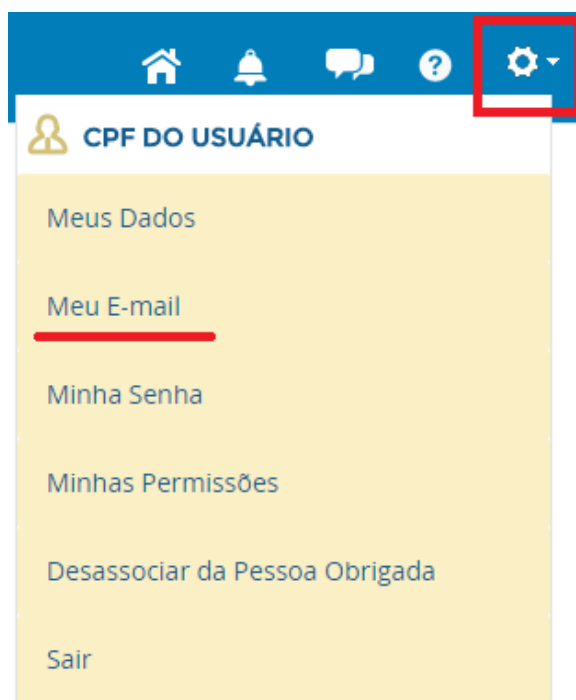 CPF DO USUÁRIO
Meus Dados
Meu E-mail
Minha Senha
Minhas Permissões
Desassociar da Pessoa Obrigada
Sair